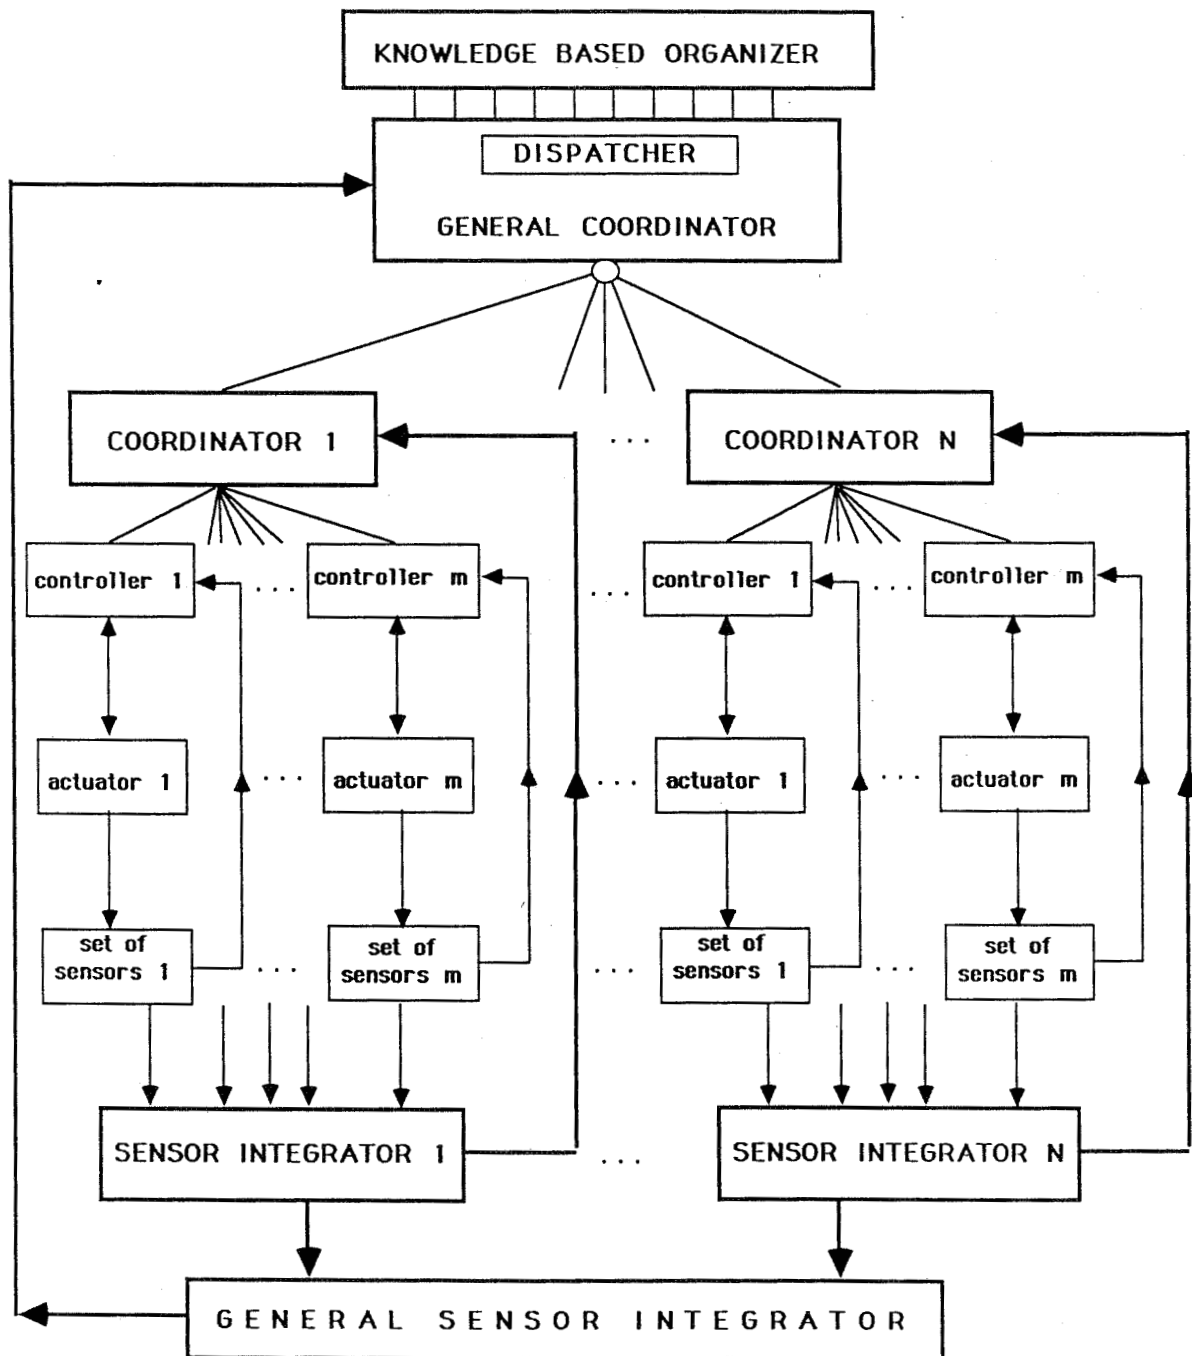 KNOWLEDGE BASED ORGANIZER
DISPATCHER
GENERAL COORDINATOR
COORDINATOR 1
...
COORDINATOR N
controller 1
...
controller m
...
controller 1
...
controller m
actuator 1
...
actuator m
...
actuator 1
...
actuator m
set of
sensors 1
...
set of
sensors m
...
set of
sensors 1
...
set of
sensors m
SENSOR INTEGRATOR 1
...
SENSOR INTEGRATOR N
GENERAL SENSOR INTEGRATOR